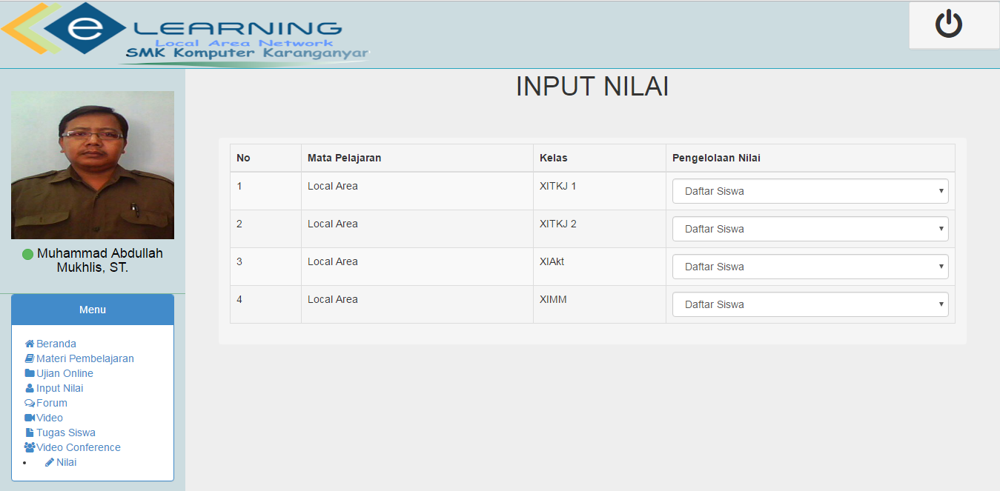 e LEARNING
Local Area Network
SMK Komputer Karanganyar
INPUT NILAI
Muhammad Abdullah
Mukhlis, ST.
Menu
Beranda
Materi Pembelajaran
Ujian Online
Input Nilai
Forum
Video
Tugas Siswa
Video Conference
Nilai
No Mata Pelajaran Kelas Pengelolaan Nilai
1 Local Area XITKJ 1 Daftar Siswa
2 Local Area XITKJ 2 Daftar Siswa
3 Local Area XIAkt Daftar Siswa
4 Local Area XIMM Daftar Siswa